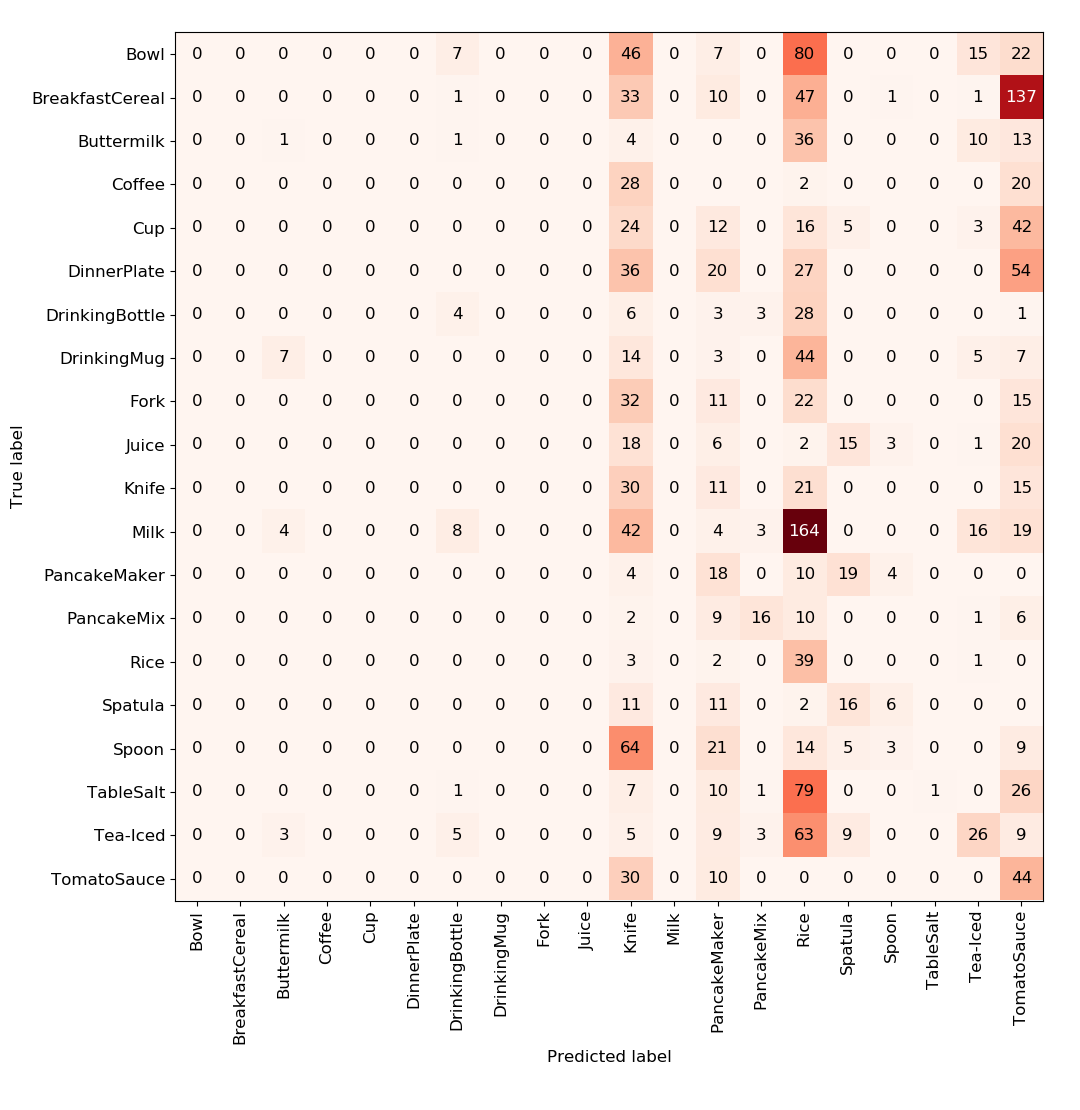 Bowl 0 0 0 0 0 0 7 0 0 0 46 0 7 0 80 0 0 0 15 22
BreakfastCereal 0 0 0 0 0 0 1 0 0 0 33 0 10 0 47 0 1 0 1 137
Buttermilk 0 0 1 0 0 0 1 0 0 0 4 0 0 0 36 0 0 0 10 13
Coffee 0 0 0 0 0 0 0 0 0 0 28 0 0 0 2 0 0 0 0 20
Cup 0 0 0 0 0 0 0 0 0 0 24 0 12 0 16 5 0 0 3 42
DinnerPlate 0 0 0 0 0 0 0 0 0 0 36 0 20 0 27 0 0 0 0 54
DrinkingBottle 0 0 0 0 0 0 4 0 0 0 6 0 3 3 28 0 0 0 0 1
DrinkingMug 0 0 7 0 0 0 0 0 0 0 14 0 3 0 44 0 0 0 5 7
Fork 0 0 0 0 0 0 0 0 0 0 32 0 11 0 22 0 0 0 0 15
Juice 0 0 0 0 0 0 0 0 0 0 18 0 6 0 2 15 3 0 1 20
Knife 0 0 0 0 0 0 0 0 0 0 30 0 11 0 21 0 0 0 0 15
Milk 0 0 4 0 0 0 8 0 0 0 42 0 4 3 164 0 0 0 16 19
PancakeMaker 0 0 0 0 0 0 0 0 0 0 4 0 18 0 10 19 4 0 0 0
PancakeMix 0 0 0 0 0 0 0 0 0 0 2 0 9 16 10 0 0 0 1 6
Rice 0 0 0 0 0 0 0 0 0 0 3 0 2 0 39 0 0 0 1 0
Spatula 0 0 0 0 0 0 0 0 0 0 11 0 11 0 2 16 6 0 0 0
Spoon 0 0 0 0 0 0 0 0 0 0 64 0 21 0 14 5 3 0 0 9
TableSalt 0 0 0 0 0 0 1 0 0 0 7 0 10 1 79 0 0 1 0 26
Tea-Iced 0 0 3 0 0 0 5 0 0 0 5 0 9 3 63 9 0 0 26 9
TomatoSauce 0 0 0 0 0 0 0 0 0 0 30 0 10 0 0 0 0 0 0 44
True label
Bowl
BreakfastCereal
Buttermilk
Coffee
Cup
DinnerPlate
DrinkingBottle
DrinkingMug
Fork
Juice
Knife
Milk
PancakeMaker
PancakeMix
Rice
Spatula
Spoon
TableSalt
Tea-Iced
TomatoSauce
Predicted label